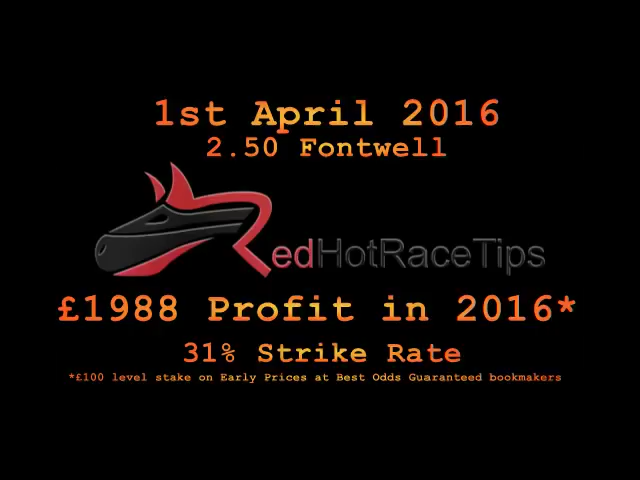 1st April 2016
2.50 Fontwell
RedHotRaceTips
£1988 Profit in 2016*
31% Strike Rate
*£100 level stake on Early Prices at Best Odds Guaranteed bookmakers